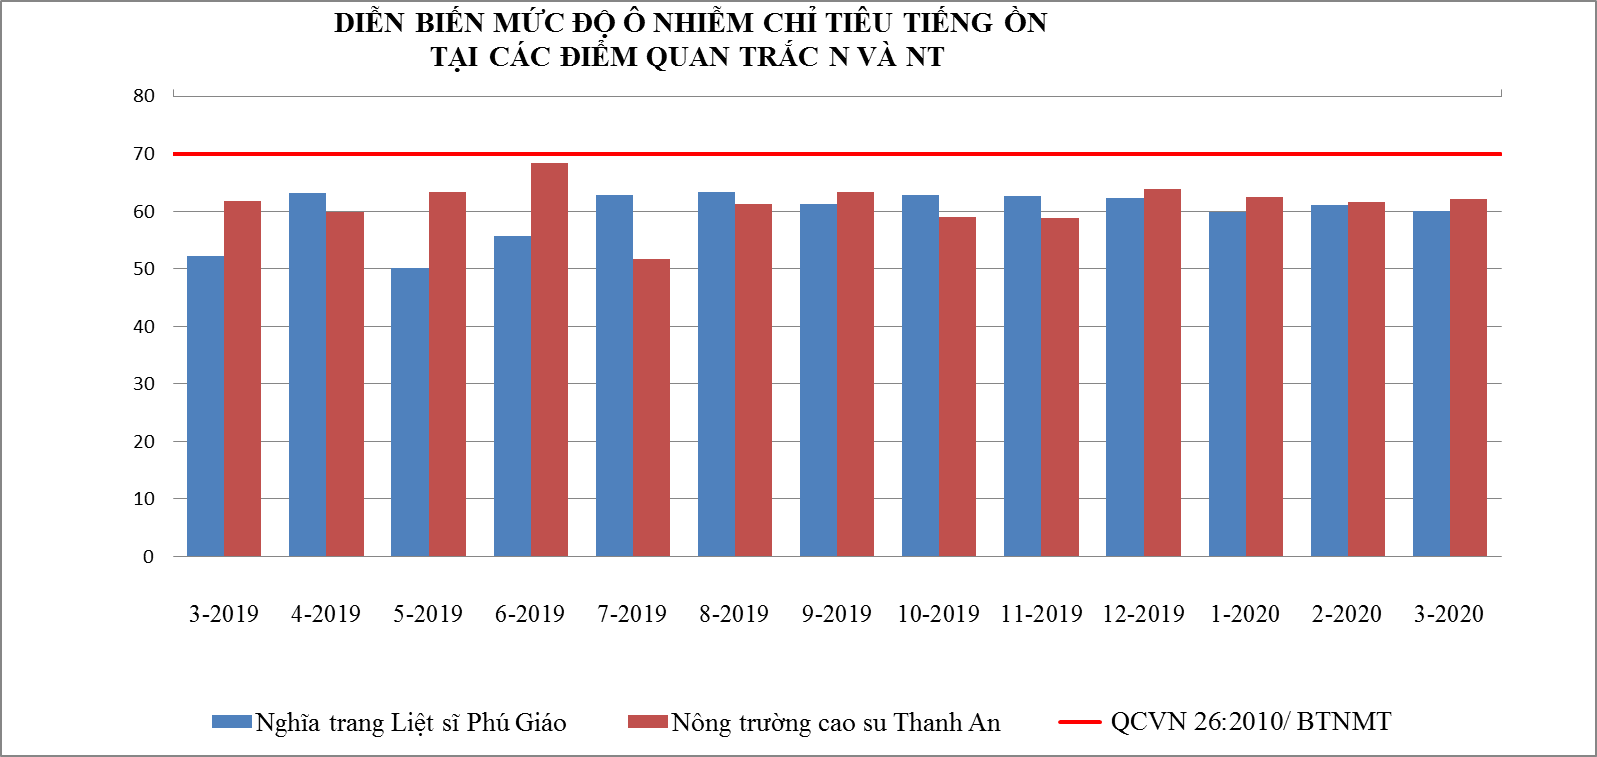 DIỄN BIẾN MỨC ĐỘ Ô NHIỄM CHỈ TIÊU TIẾNG ỒN
TẠI CÁC ĐIỂM QUAN TRẮC N VÀ NT
80
70
60
50
40
30
20
10
0
3-2019 4-2019 5-2019 6-2019 7-2019 8-2019 9-2019 10-2019 11-2019 12-2019 1-2020 2-2020 3-2020
Nghĩa trang Liệt sĩ Phú Giáo Nông trường cao su Thanh An QCVN 26:2010/ BTNMT